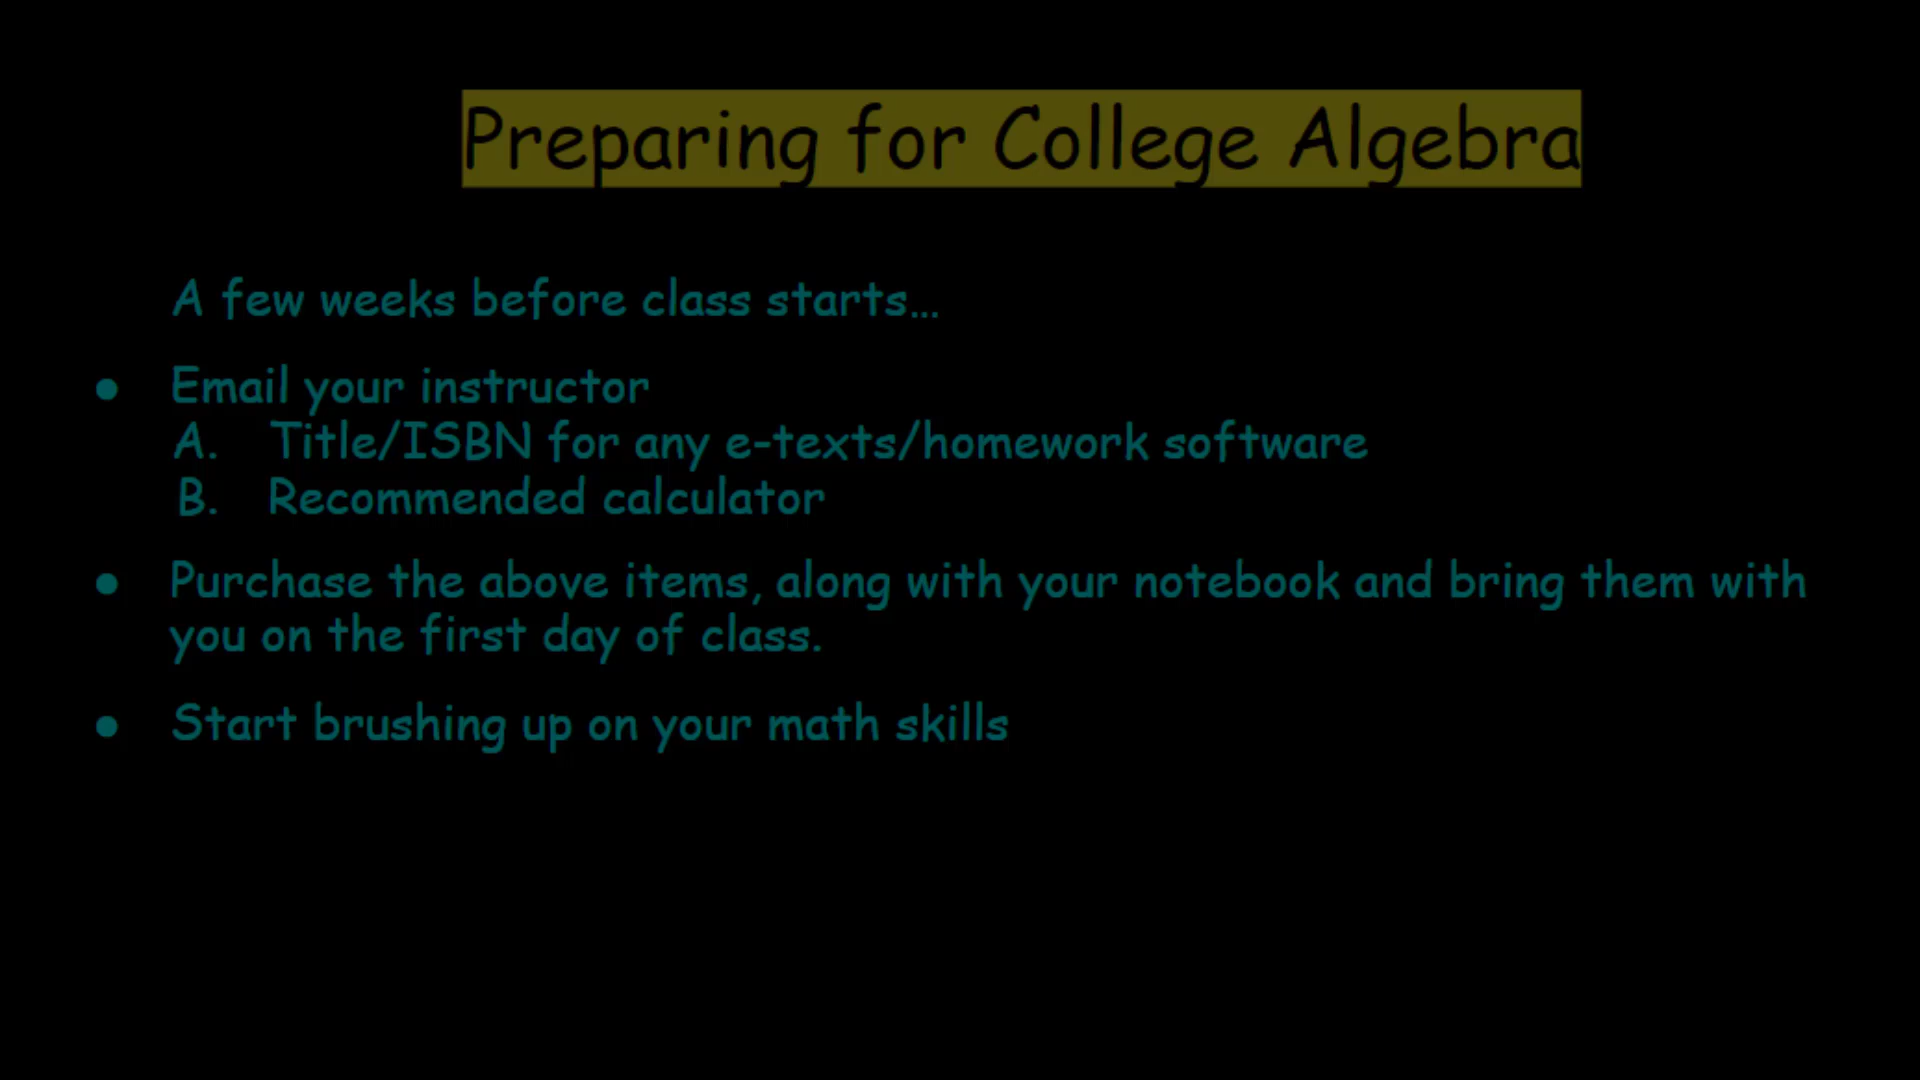 Preparing for College Algebra
A few weeks before class starts...
● Email your instructor
A. Title/ISBN for any e-texts/homework software
B. Recommended calculator
● Purchase the above items, along with your notebook and bring them with
you on the first day of class.
● Start brushing up on your math skills